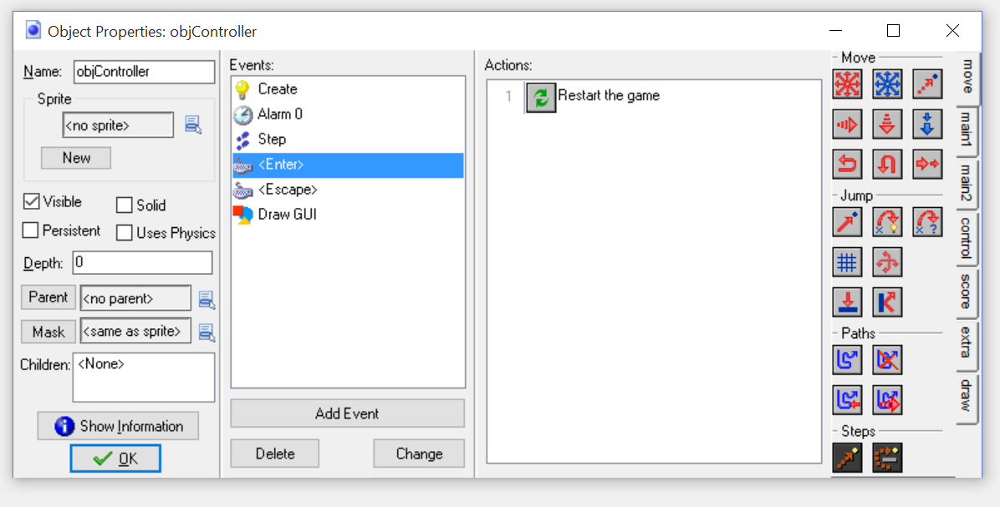 Object Properties: objController
Name:
objController
Sprite
<no sprite>
New
Visible
Solid
Persistent
Uses Physics
Depth:
0
Parent
<no parent>
Mask
<same as sprite>
Children:
<None>
Show Information
OK
Events:
Create
Alarm 0
Step
<Enter>
<Escape>
Draw GUI
Add Event
Delete
Change
Actions:
1
Restart the game
Move
Jump
Paths
Steps
move
main1
main2
control
score
extra
draw